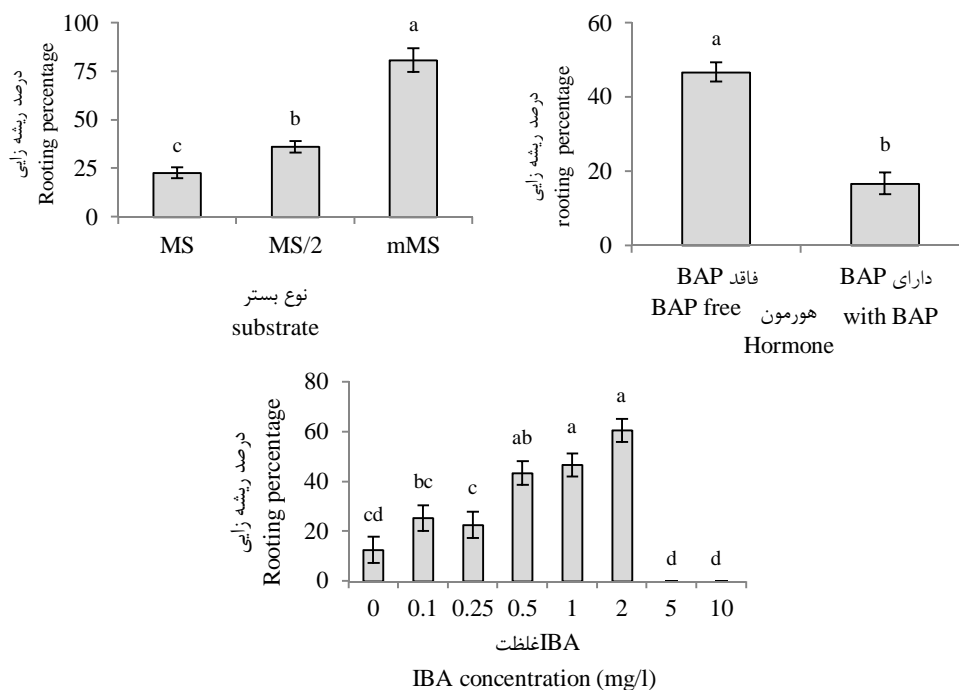 100
75
50
25
0
درصد ریشه زایی
Rooting percentage
c
b
a
MS MS/2 mMS
نوع بستر
substrate
60
40
20
0
درصد ریشه زایی
rooting percentage
a
b
فاقد BAP دارای BAP
BAP free with BAP
هورمون
Hormone
80
60
40
20
0
درصد ریشه زایی
Rooting percentage
cd bc c ab a a d d
0 0.1 0.25 0.5 1 2 5 10
غلظتIBA
IBA concentration (mg/l)